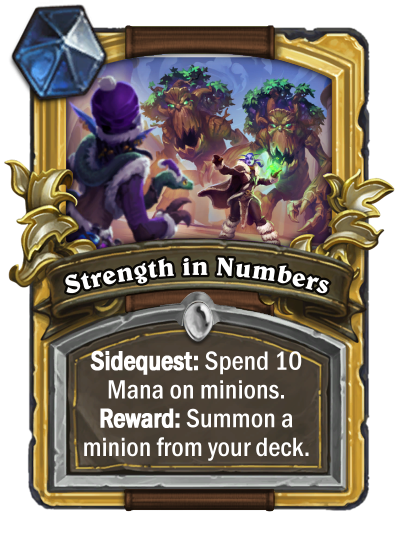 Strength in Numbers
Sidequest: Spend 10
Mana on minions.
Reward: Summon a
minion from your deck.